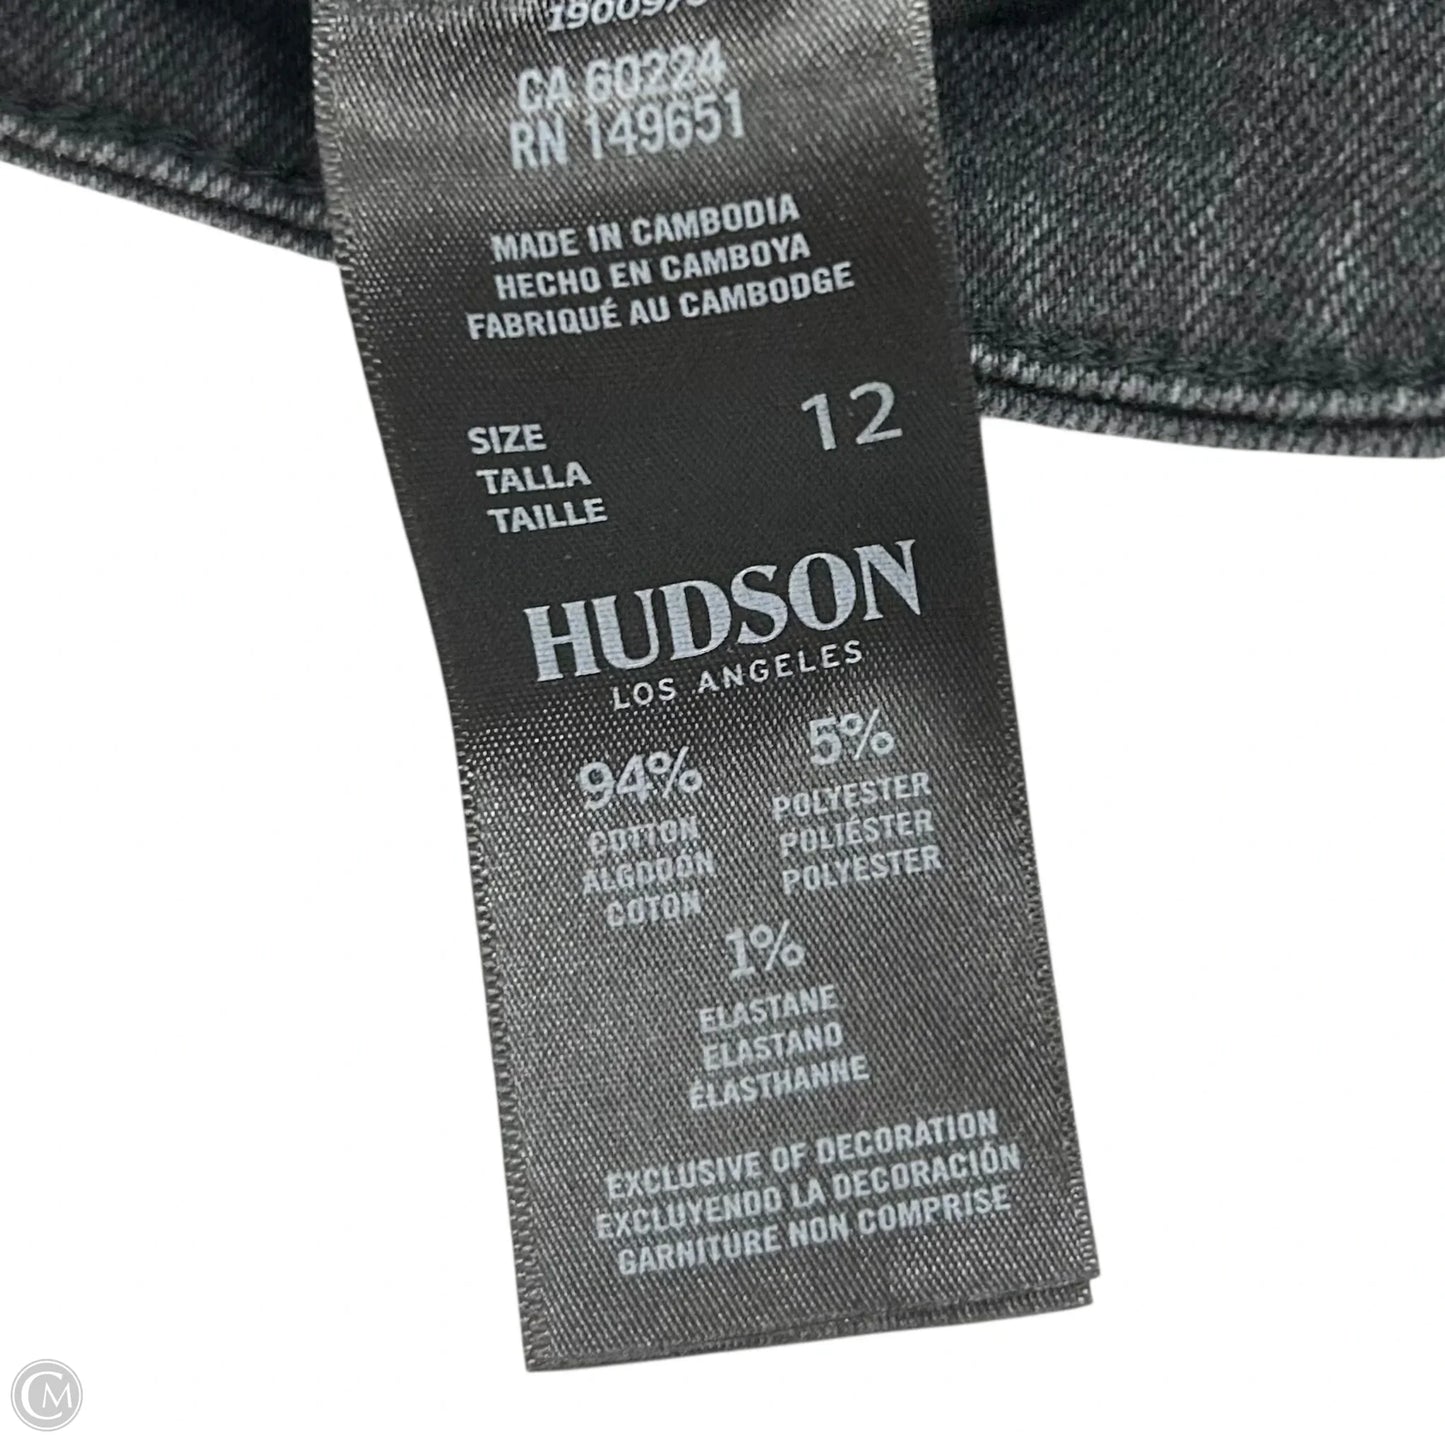 CA 60224
RN 149651
MADE IN CAMBODIA
HECHO EN CAMBOYA
FABRIQUÉ AU CAMBODGE
SIZE 12
TALLA
TAILLE
HUDSON
LOS ANGELES
94%
COTTON
ALGODÓN
COTON
5%
POLYESTER
POLIÉSTER
POLYESTER
1%
ELASTANE
ELASTANO
ÉLASTHANNE
EXCLUSIVE OF DECORATION
EXCLUYENDO LA DECORACIÓN
GARNITURE NON COMPRISE
CM